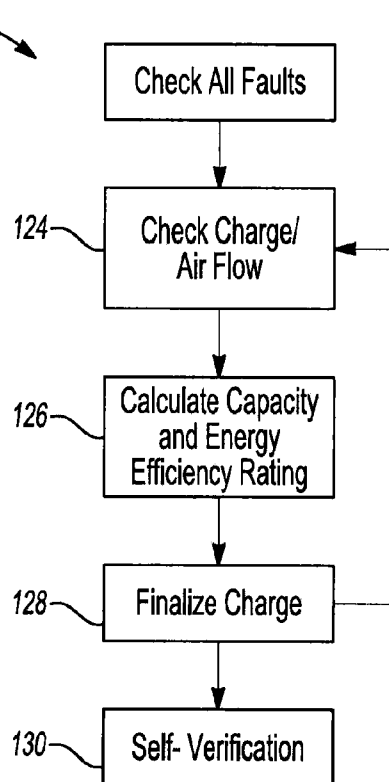 Check All Faults
124
Check Charge/
Air Flow
126
Calculate Capacity
and Energy
Efficiency Rating
128
Finalize Charge
130
Self- Verification